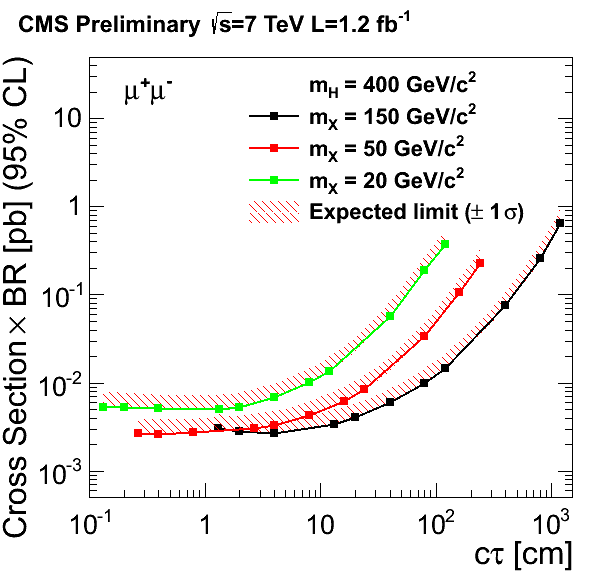 CMS Preliminary √s=7 TeV L=1.2 fb⁻¹
μ⁺μ⁻
m_H = 400 GeV/c²
m_X = 150 GeV/c²
m_X = 50 GeV/c²
m_X = 20 GeV/c²
Expected limit (± 1σ)
Cross Section × BR [pb] (95% CL)
10
1
10⁻¹
10⁻²
10⁻³
10⁻¹ 1 10 10² 10³
cτ [cm]